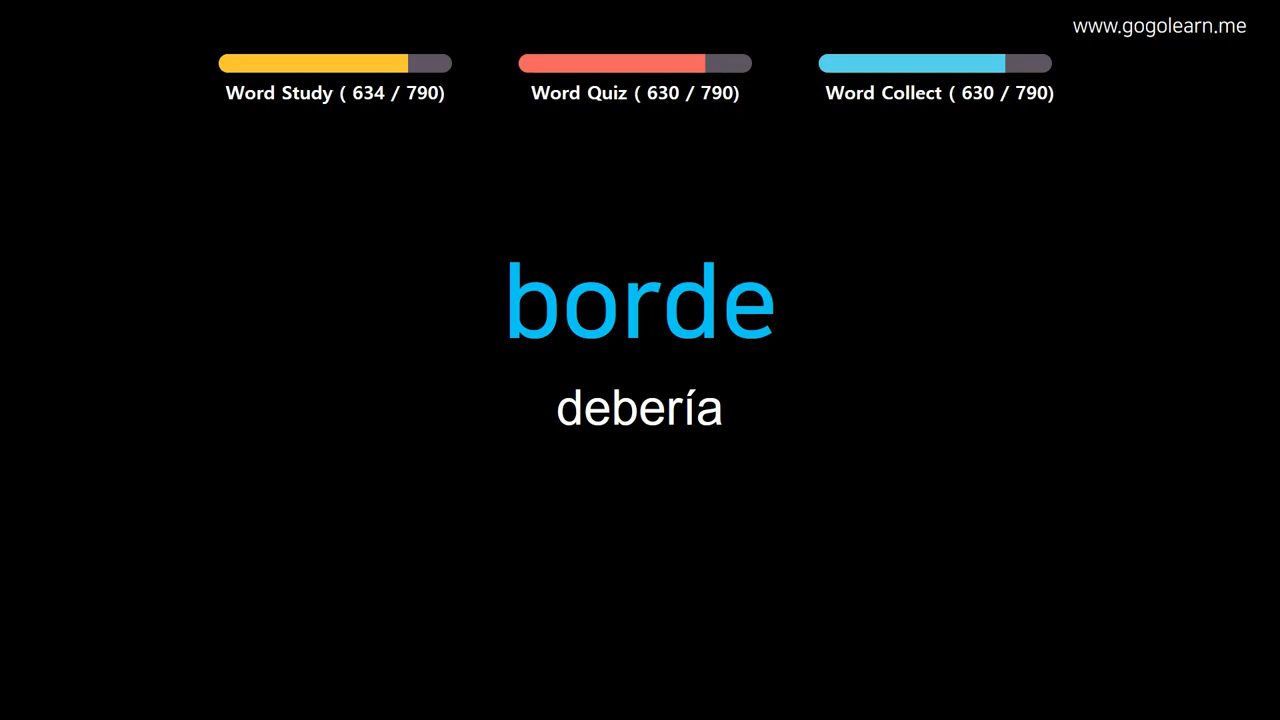 www.gogolearn.me
Word Study ( 634 / 790)
Word Quiz ( 630 / 790)
Word Collect ( 630 / 790)
borde
debería